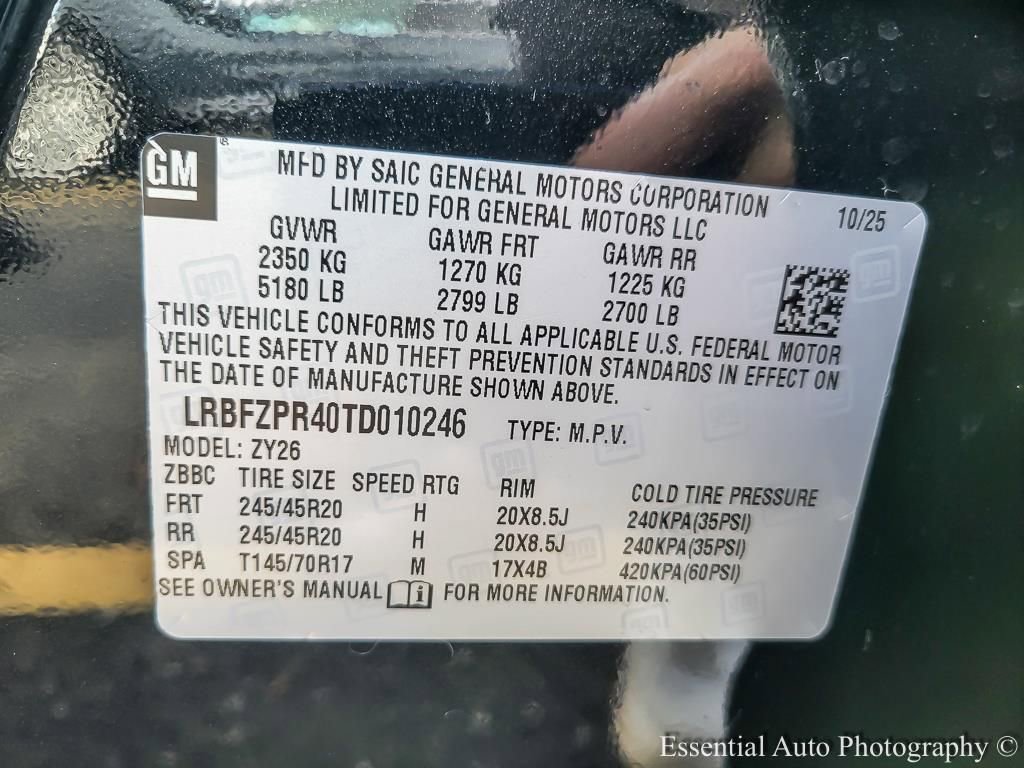 GM
MFD BY SAIC GENERAL MOTORS CORPORATION
LIMITED FOR GENERAL MOTORS LLC
10/25
GVWR GAWR FRT GAWR RR
2350 KG 1270 KG 1225 KG
5180 LB 2799 LB 2700 LB
THIS VEHICLE CONFORMS TO ALL APPLICABLE U.S. FEDERAL MOTOR
VEHICLE SAFETY AND THEFT PREVENTION STANDARDS IN EFFECT ON
THE DATE OF MANUFACTURE SHOWN ABOVE.
LRBFZPR40TD010246 TYPE: M.P.V.
MODEL: ZY26
ZBBC TIRE SIZE SPEED RTG RIM COLD TIRE PRESSURE
FRT 245/45R20 H 20X8.5J 240KPA(35PSI)
RR 245/45R20 H 20X8.5J 240KPA(35PSI)
SPA T145/70R17 M 17X4B 420KPA(60PSI)
SEE OWNER'S MANUAL i FOR MORE INFORMATION.
Essential Auto Photography ©